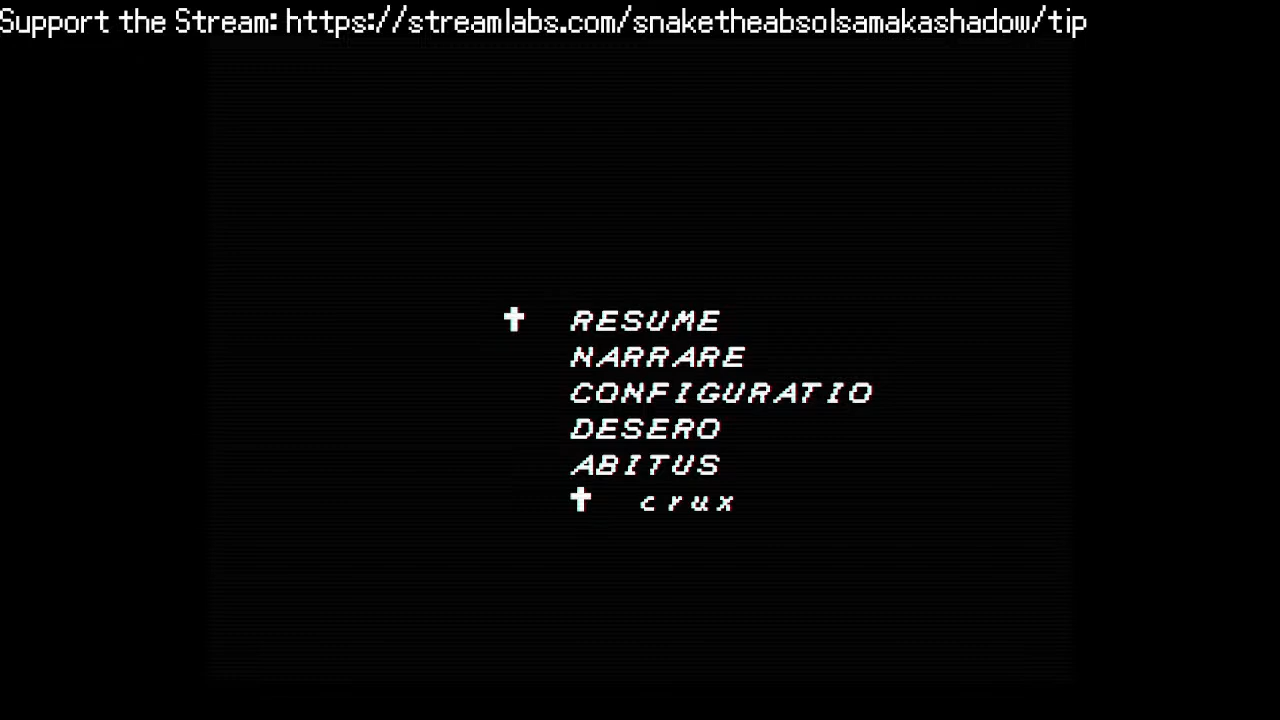 Support the Stream: https://streamlabs.com/snaketheabsolsamakashadow/tip
✝ RESUME
NARRARE
CONFIGURATIO
DESERO
ABITUS
✝ crux